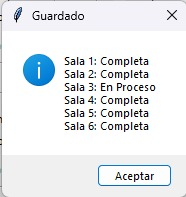 Guardado
Sala 1: Completa
Sala 2: Completa
Sala 3: En Proceso
Sala 4: Completa
Sala 5: Completa
Sala 6: Completa
Aceptar